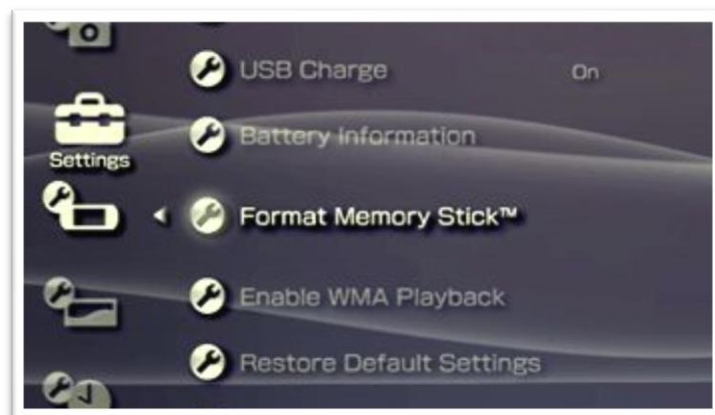 USB Charge On
Battery Information
Settings
Format Memory Stick™
Enable WMA Playback
Restore Default Settings